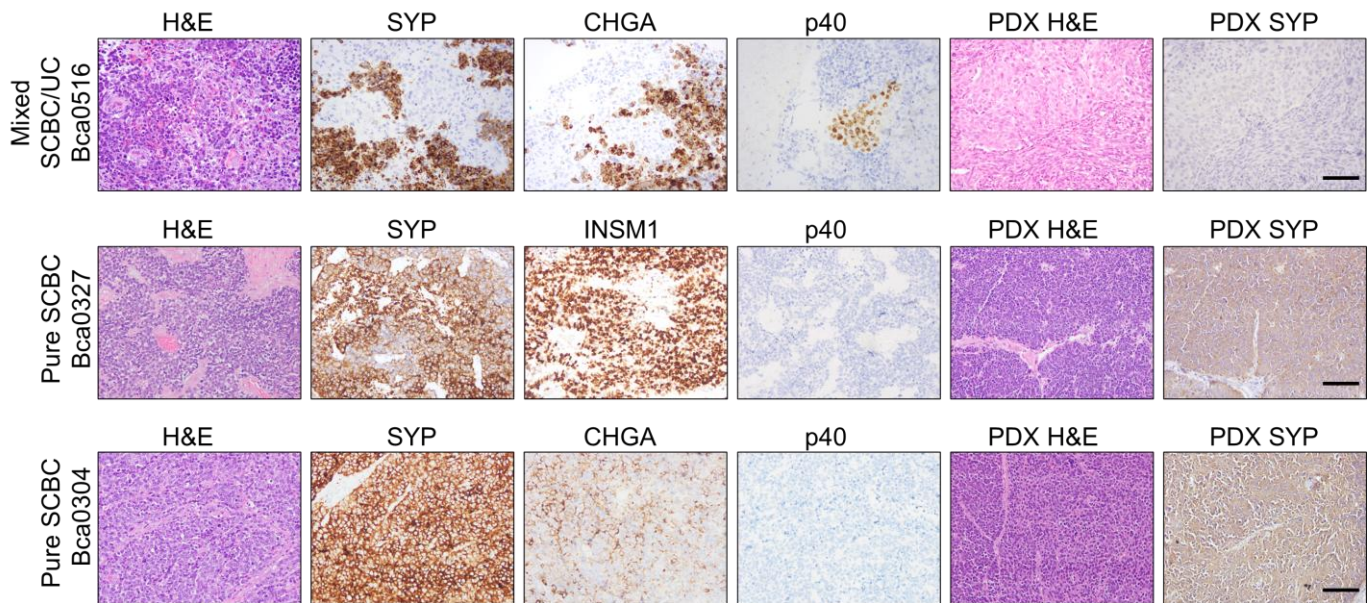 H&E SYP CHGA p40 PDX H&E PDX SYP
Mixed
SCBC/UC
Bca0516
H&E SYP INSM1 p40 PDX H&E PDX SYP
Pure SCBC
Bca0327
H&E SYP CHGA p40 PDX H&E PDX SYP
Pure SCBC
Bca0304